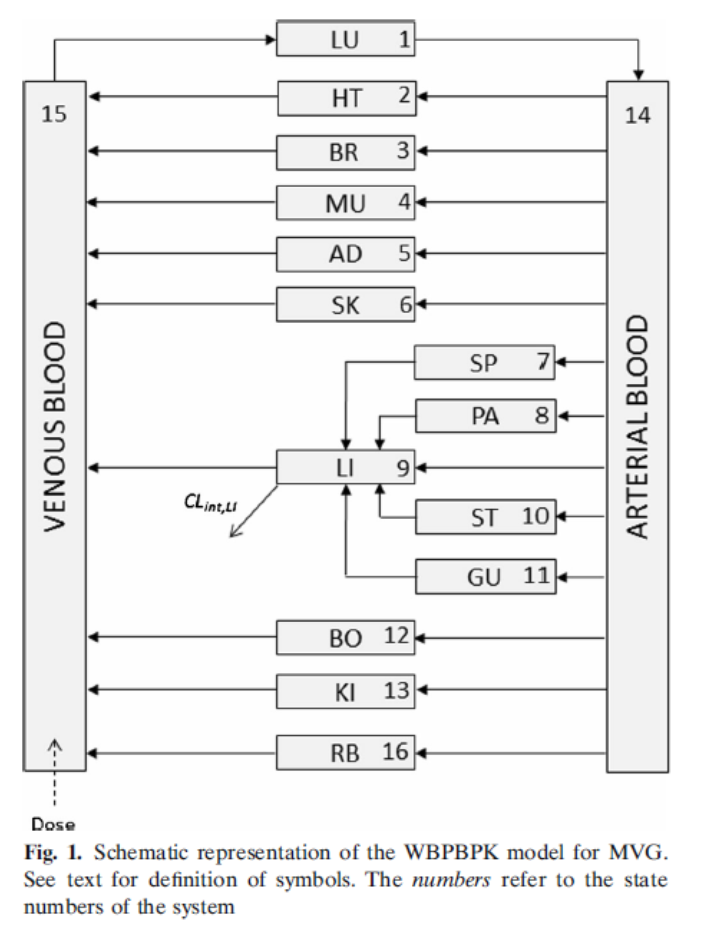 LU 1
15
14
HT 2
BR 3
MU 4
AD 5
SK 6
SP 7
PA 8
VENOUS BLOOD
ARTERIAL BLOOD
LI 9
CLint,LI
ST 10
GU 11
BO 12
KI 13
RB 16
Dose
Fig. 1. Schematic representation of the WBPBPK model for MVG.
See text for definition of symbols. The numbers refer to the state
numbers of the system